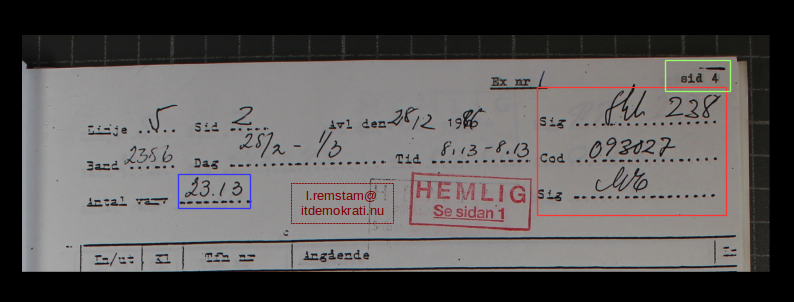 Ex nr 1
sid 4
Linje 5 Sid 2 Avl den 28/2 1986 Sig 238
Band 2356 Dag 28/2 - 1/3 Tid 8.13-8.13 Cod 093027
Antal varv 23.13 Sig
l.remstam@
itdemokrati.nu
HEMLIG
Se sidan 1
In/ut Kl Tfn nr Angående